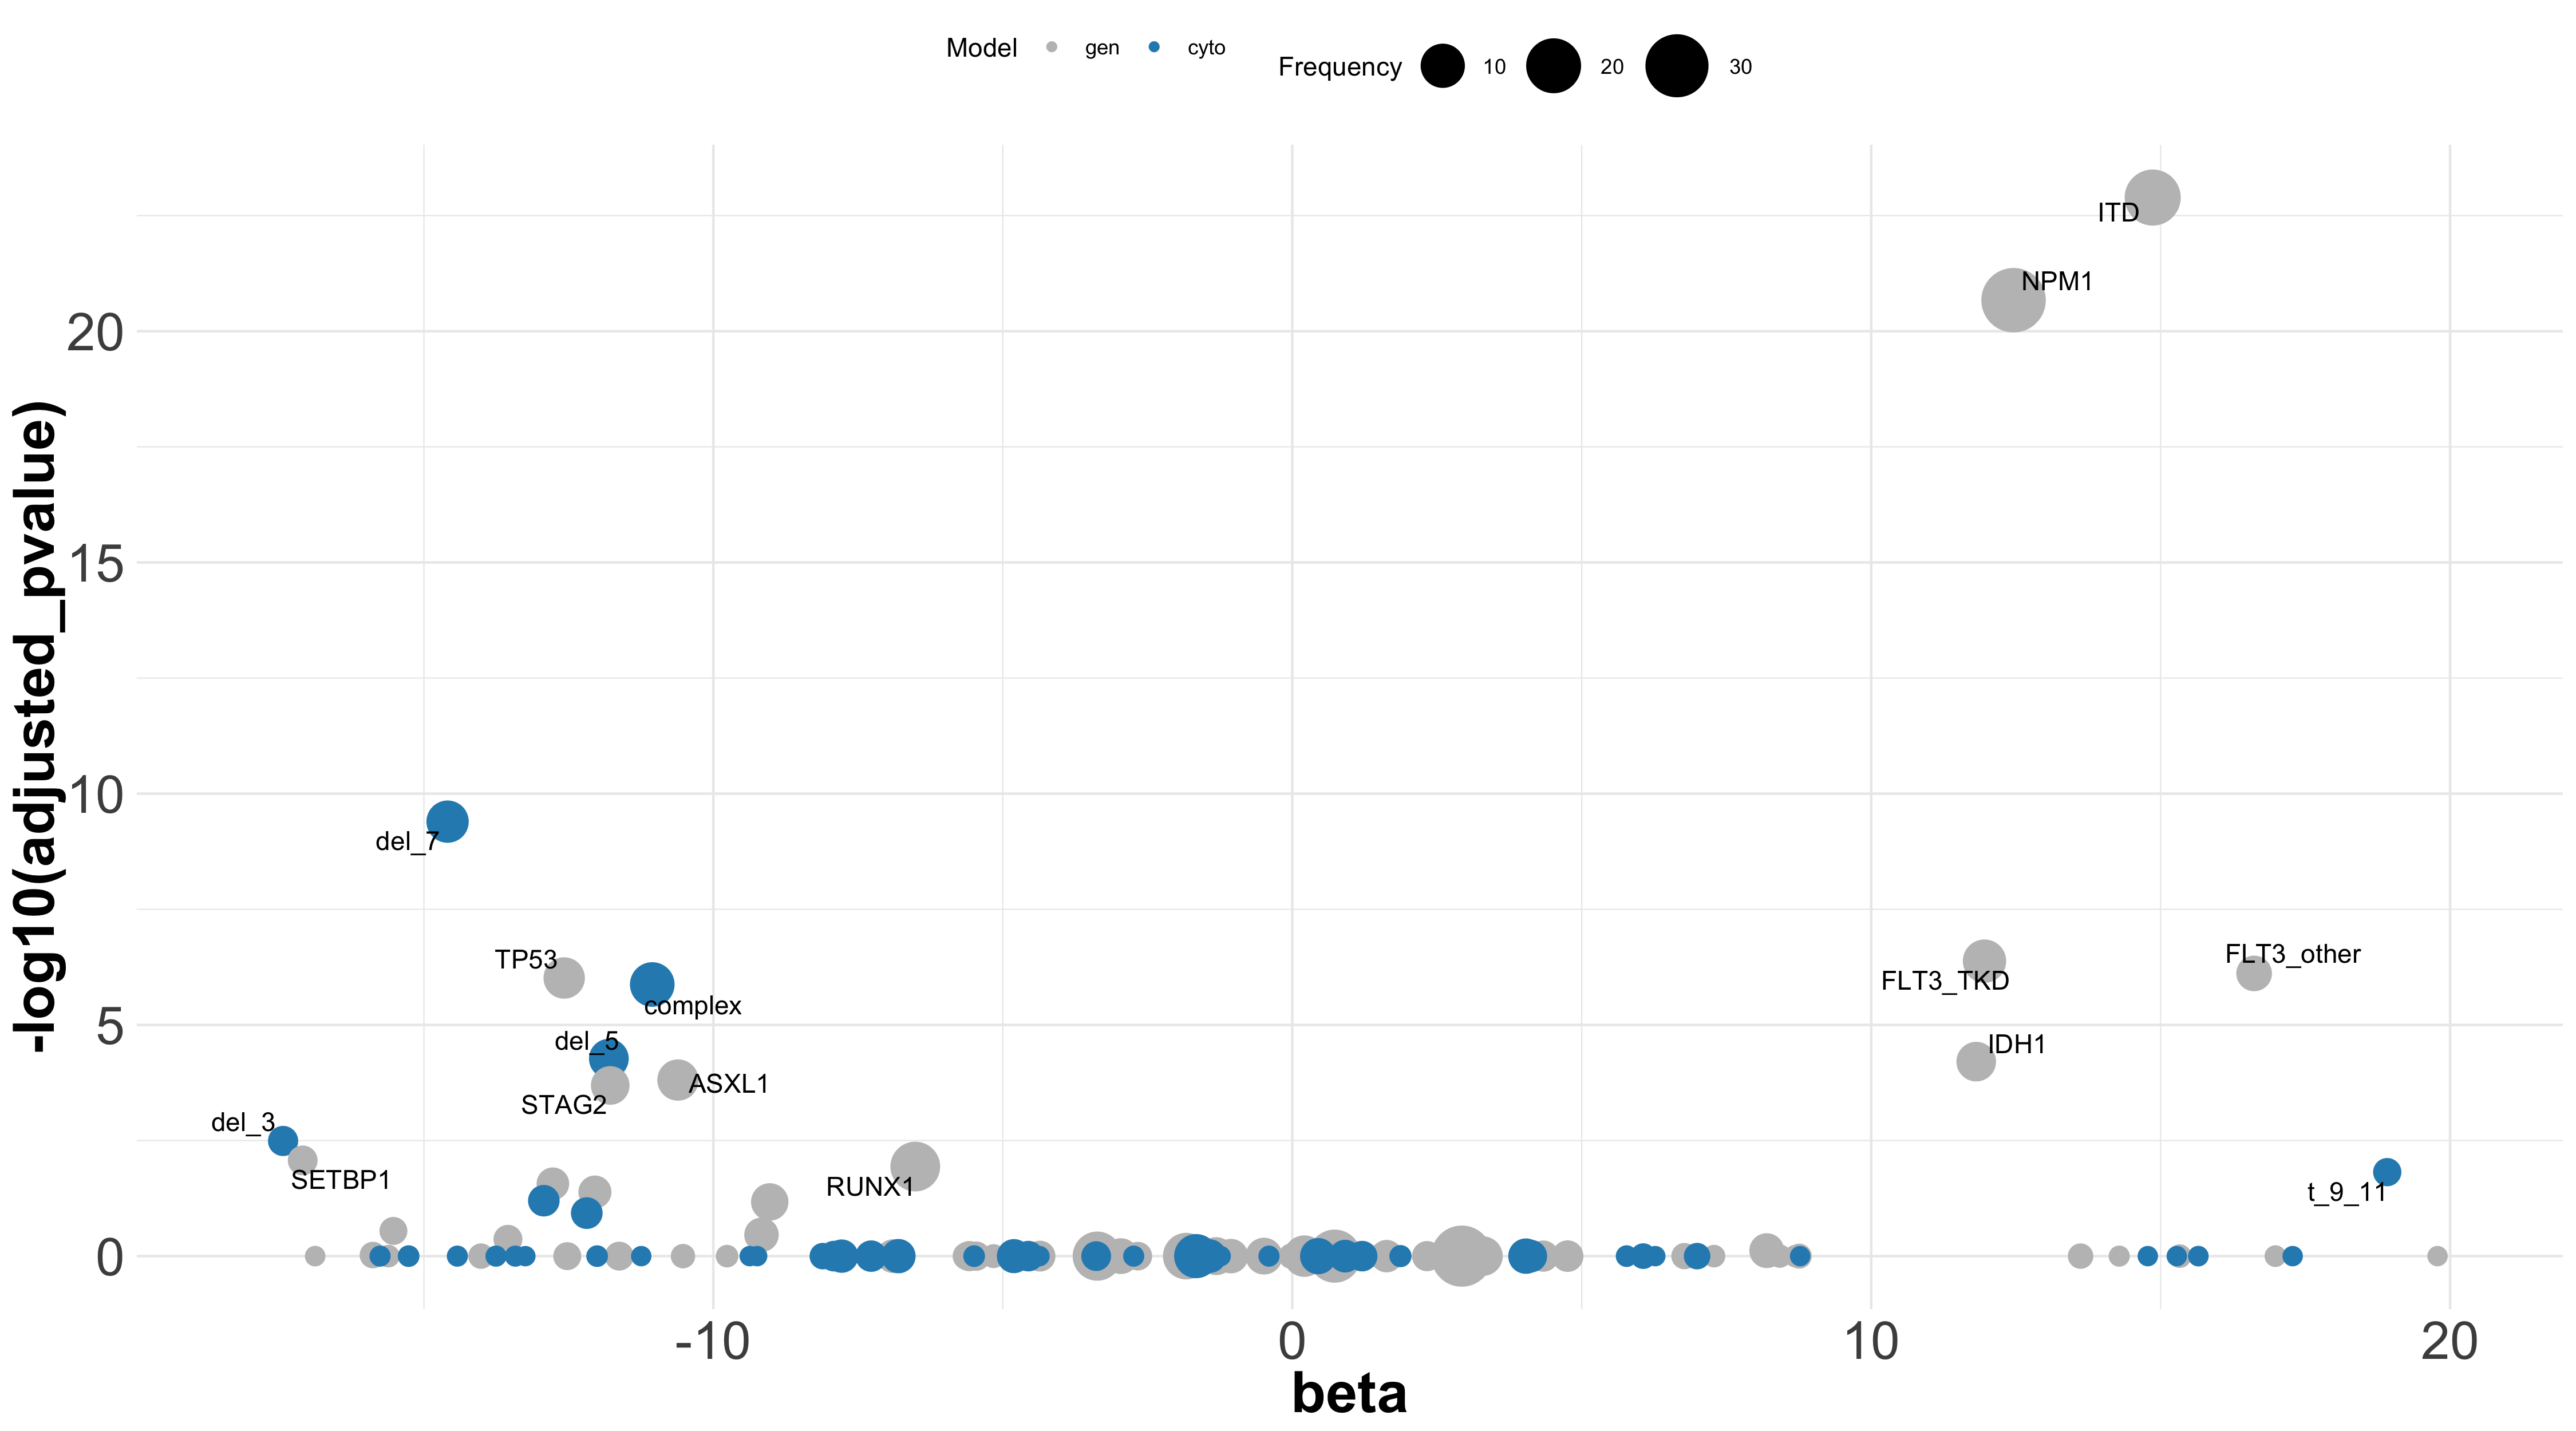 Model gen cyto Frequency 10 20 30
-log10(adjusted_pvalue)
ITD
NPM1
20
15
10
del_7
TP53
FLT3_other
FLT3_TKD
complex
5
del_5
IDH1
ASXL1
STAG2
del_3
SETBP1
RUNX1
t_9_11
0
-10 0 10 20
beta